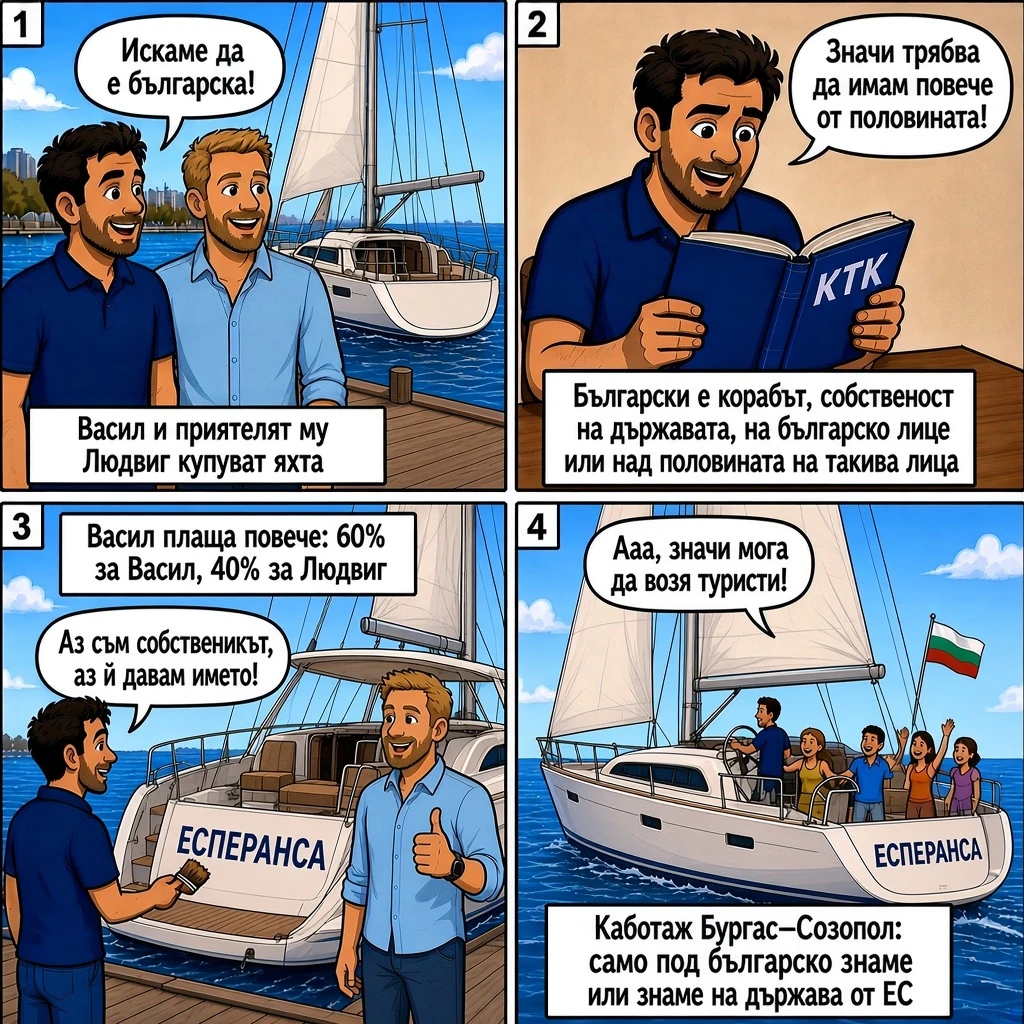 1
Искаме да
е българска!
Васил и приятелят му
Людвиг купуват яхта
2
Значи трябва
да имам повече
от половината!
КТК
Български е корабът, собственост
на държавата, на българско лице
или над половината на такива лица
3
Васил плаща повече: 60%
за Васил, 40% за Людвиг
Аз съм собственикът,
аз й давам името!
ЕСПЕРАНСА
4
Ааа, значи мога
да возя туристи!
ЕСПЕРАНСА
Каботаж Бургас–Созопол:
само под българско знаме
или знаме на държава от ЕС